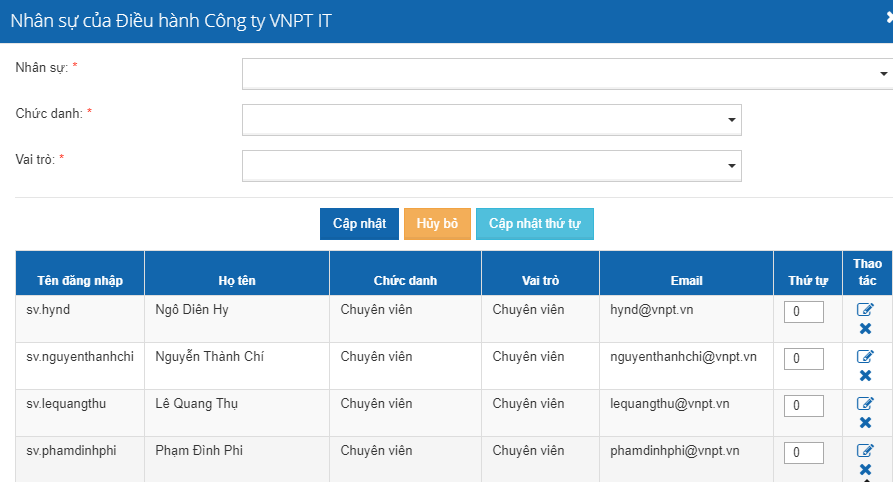 Nhân sự của Điều hành Công ty VNPT IT
Nhân sự: *
Chức danh: *
Vai trò: *
Cập nhật Hủy bỏ Cập nhật thứ tự
Tên đăng nhập Họ tên Chức danh Vai trò Email Thứ tự Thao tác
sv.hynd Ngô Diên Hy Chuyên viên Chuyên viên hynd@vnpt.vn 0
sv.nguyenthanhchi Nguyễn Thành Chí Chuyên viên Chuyên viên nguyenthanhchi@vnpt.vn 0
sv.lequangthu Lê Quang Thụ Chuyên viên Chuyên viên lequangthu@vnpt.vn 0
sv.phamdinhphi Phạm Đình Phi Chuyên viên Chuyên viên phamdinhphi@vnpt.vn 0